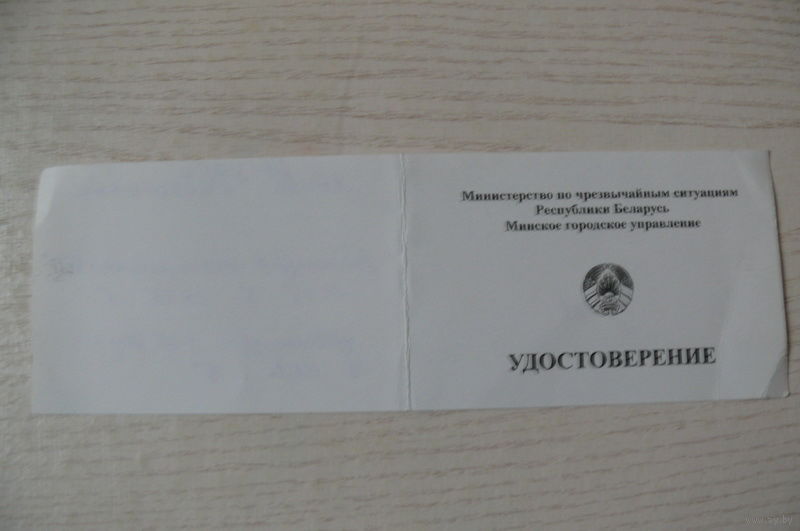 Министерство по чрезвычайным ситуациям
Республики Беларусь
Минское городское управление
УДОСТОВЕРЕНИЕ